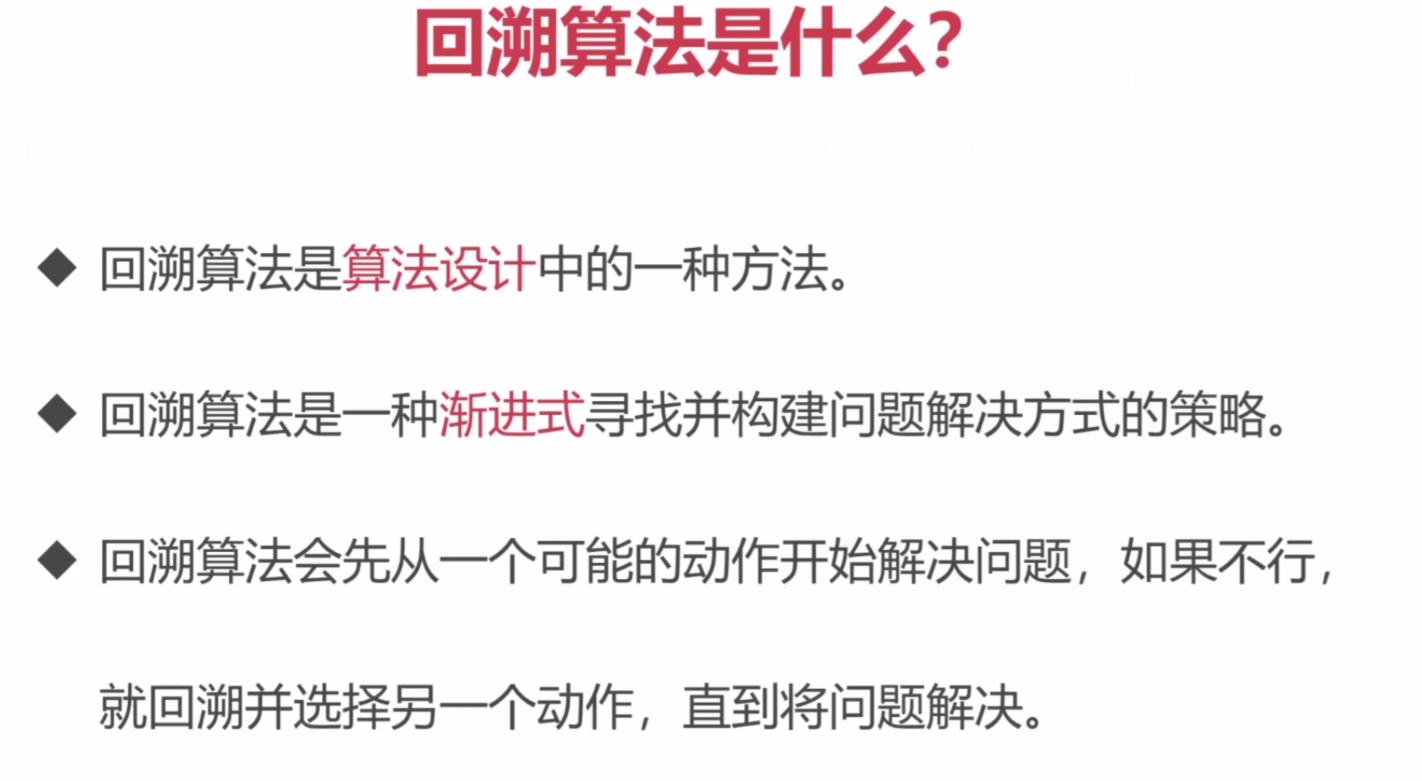 回溯算法是什么？
◆ 回溯算法是算法设计中的一种方法。
◆ 回溯算法是一种渐进式寻找并构建问题解决方式的策略。
◆ 回溯算法会先从一个可能的动作开始解决问题，如果不行，
就回溯并选择另一个动作，直到将问题解决。